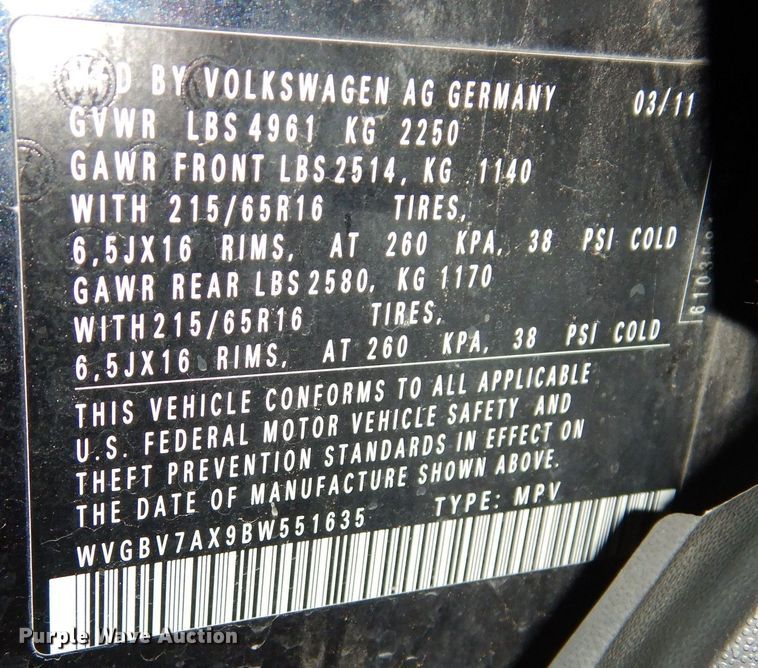 MFD BY VOLKSWAGEN AG GERMANY 03/11
GVWR LBS 4961 KG 2250
GAWR FRONT LBS 2514, KG 1140
WITH 215/65R16 TIRES,
6,5JX16 RIMS, AT 260 KPA, 38 PSI COLD
GAWR REAR LBS 2580, KG 1170
WITH 215/65R16 TIRES,
6,5JX16 RIMS, AT 260 KPA, 38 PSI COLD
THIS VEHICLE CONFORMS TO ALL APPLICABLE
U.S. FEDERAL MOTOR VEHICLE SAFETY AND
THEFT PREVENTION STANDARDS IN EFFECT ON
THE DATE OF MANUFACTURE SHOWN ABOVE.
WVGBV7AX9BW551635 TYPE: MPV
Purple Wave Auction